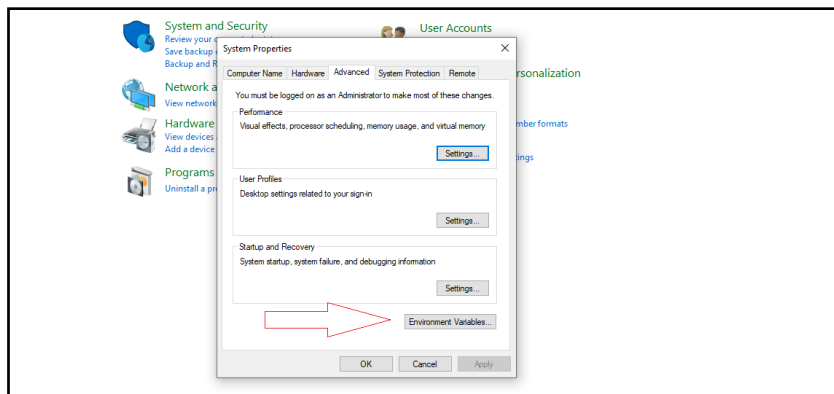 System and Security
Review your c
Save backup
Backup and R
Network a
View network
Hardware
View devices
Add a device
Programs
Uninstall a pr
User Accounts
rsonalization
mber formats
ings
System Properties
Computer Name Hardware Advanced System Protection Remote
You must be logged on as an Administrator to make most of these changes.
Performance
Visual effects, processor scheduling, memory usage, and virtual memory
Settings...
User Profiles
Desktop settings related to your sign-in
Settings...
Startup and Recovery
System startup, system failure, and debugging information
Settings...
Environment Variables...
OK Cancel Apply